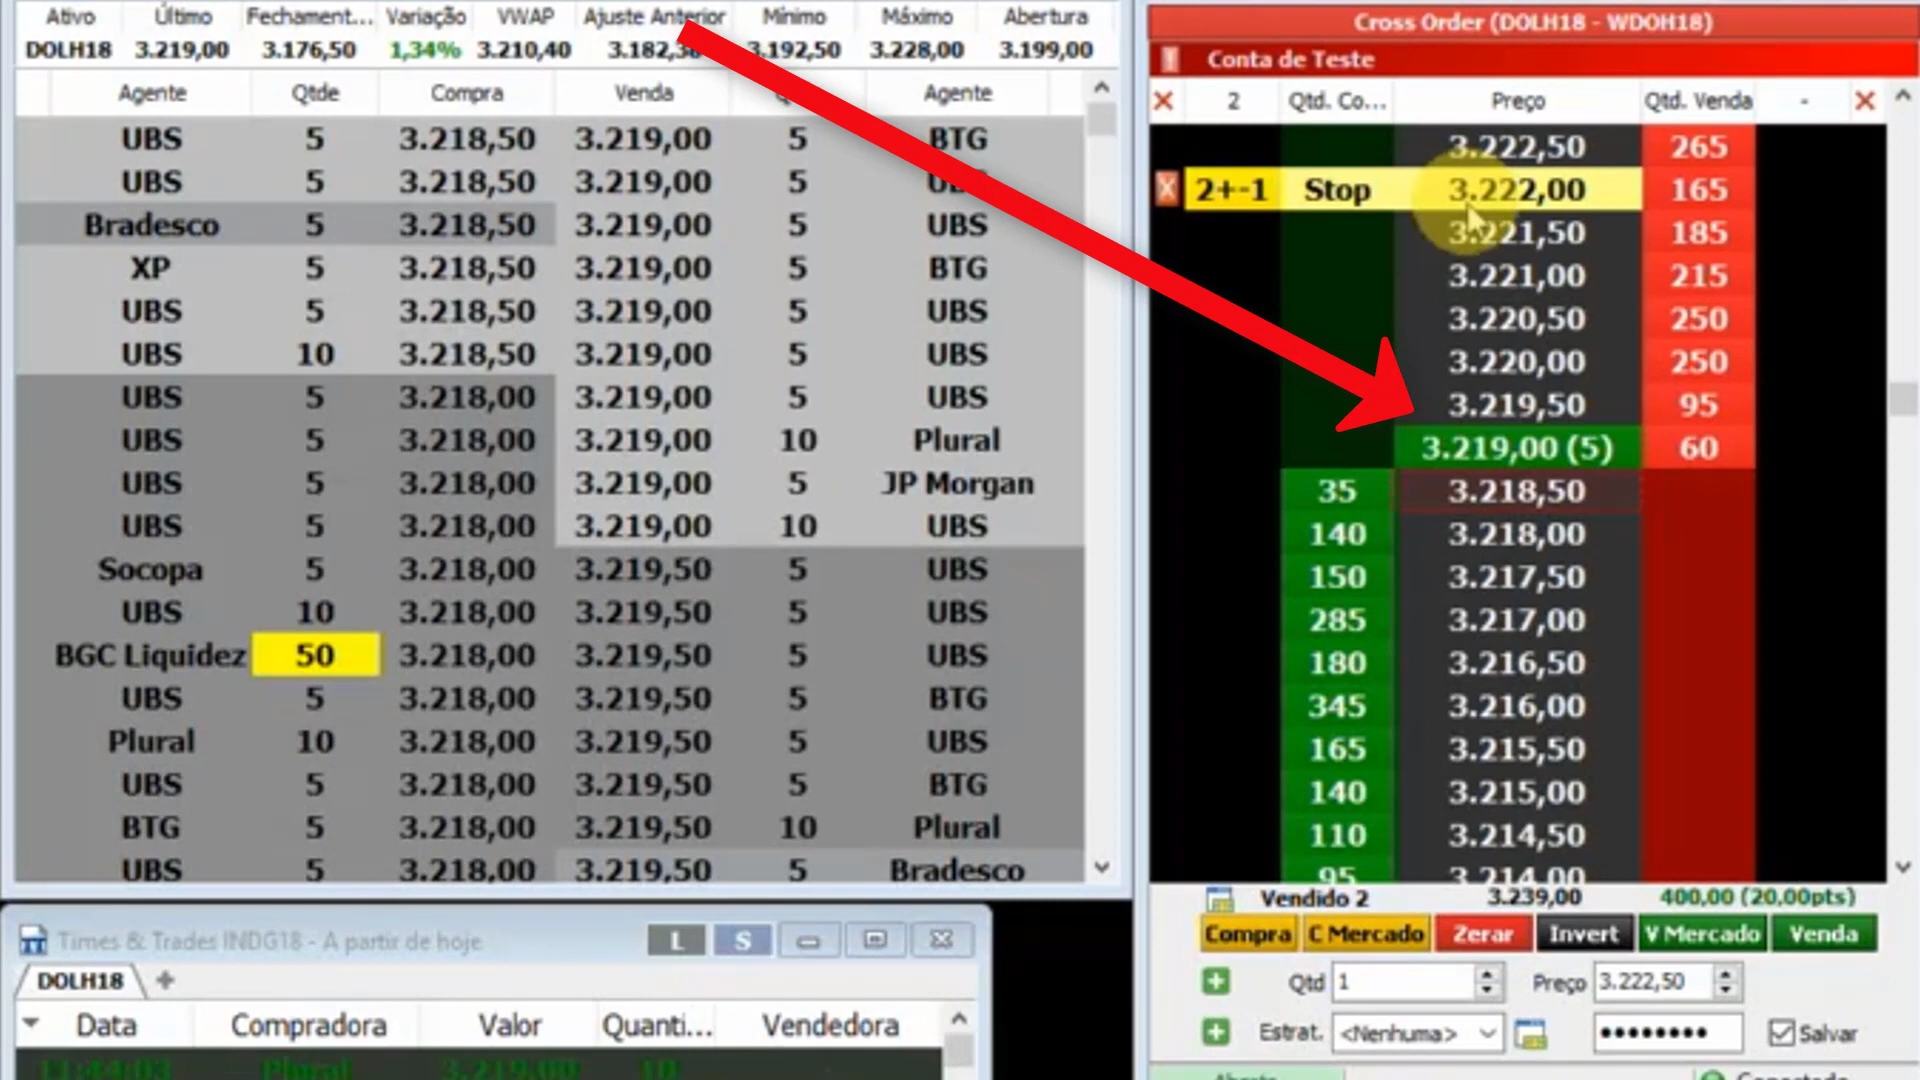 Ativo Último Fechament... Variação VWAP Ajuste Anterior Mínimo Máximo Abertura
DOLH18 3.219,00 3.176,50 1,34% 3.210,40 3.192,50 3.228,00 3.199,00
Agente Qtde Compra Venda Agente
UBS 5 3.218,50 3.219,00 5 BTG
UBS 5 3.218,50 3.219,00 5
Bradesco 5 3.218,50 3.219,00 5 UBS
XP 5 3.218,50 3.219,00 5 BTG
UBS 5 3.218,50 3.219,00 5 UBS
UBS 10 3.218,50 3.219,00 5 UBS
UBS 5 3.218,00 3.219,00 5 UBS
UBS 5 3.218,00 3.219,00 10 Plural
UBS 5 3.218,00 3.219,00 5 JP Morgan
UBS 5 3.218,00 3.219,00 10 UBS
Socopa 5 3.218,00 3.219,50 5 UBS
UBS 10 3.218,00 3.219,50 5 UBS
BGC Liquidez 50 3.218,00 3.219,50 5 UBS
UBS 5 3.218,00 3.219,50 5 BTG
Plural 10 3.218,00 3.219,50 5 UBS
UBS 5 3.218,00 3.219,50 5 BTG
BTG 5 3.218,00 3.219,50 10 Plural
UBS 5 3.218,00 3.219,50 5 Bradesco
Times & Trades INDG18 - A partir de hoje
L S
DOLH18 +
Data Compradora Valor Quanti... Vendedora
11:44:03 Plural 3.219,00 10
Cross Order (DOLH18 - WDOH18)
Conta de Teste
2 Qtd. Co... Preço Qtd. Venda -
3.222,50 265
2+-1 Stop 3.222,00 165
3.221,50 185
3.221,00 215
3.220,50 250
3.220,00 250
3.219,50 95
3.219,00 (5) 60
35 3.218,50
140 3.218,00
150 3.217,50
285 3.217,00
180 3.216,50
345 3.216,00
165 3.215,50
140 3.215,00
110 3.214,50
95 3.214,00
Vendido 2 3.239,00 400,00 (20,00pts)
Compra C Mercado Zerar Invert V Mercado Venda
Qtd 1 Preço 3.222,50
Estrat. <Nenhuma> •••••••• Salvar